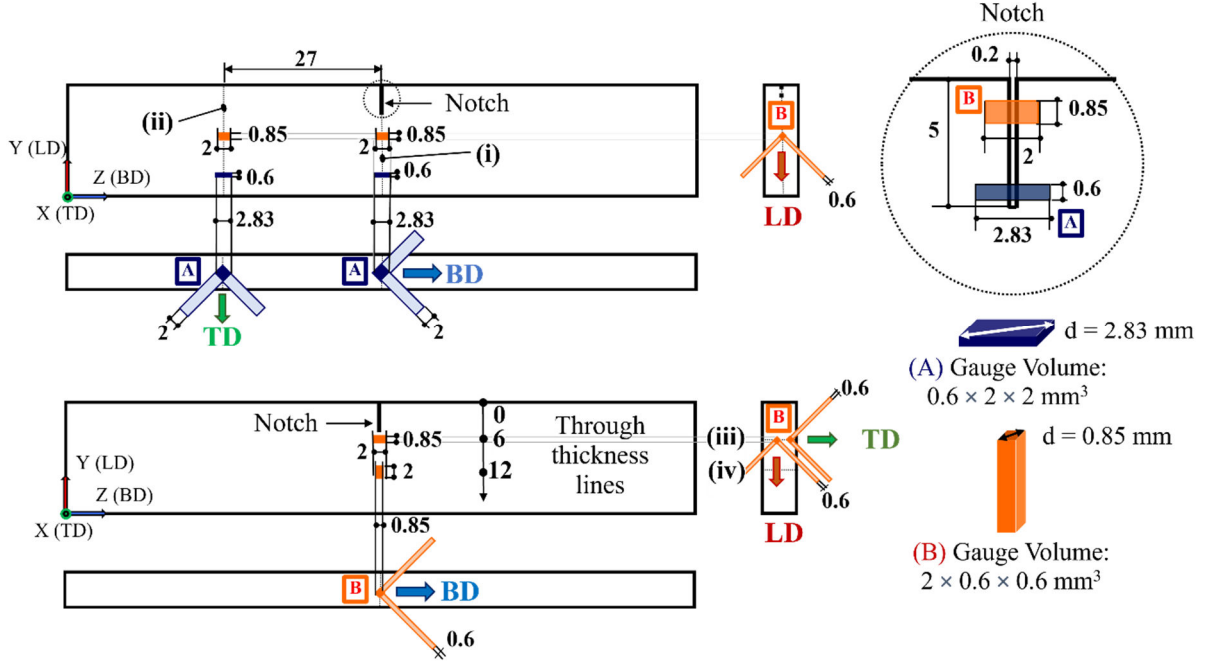 27
Notch
(ii)
0.85
0.85
2
2
(i)
Y (LD)
0.6
0.6
Z (BD)
X (TD)
2.83
2.83
A
A
BD
2
TD
2
B
0.6
LD
Notch
0.2
B
0.85
5
2
0.6
A
2.83
d = 2.83 mm
(A) Gauge Volume:
0.6 × 2 × 2 mm³
d = 0.85 mm
(B) Gauge Volume:
2 × 0.6 × 0.6 mm³
Notch
0
0.85
6
2
2
12
Through
thickness
lines
Y (LD)
Z (BD)
X (TD)
0.85
B
BD
0.6
0.6
B
(iii)
TD
(iv)
0.6
LD